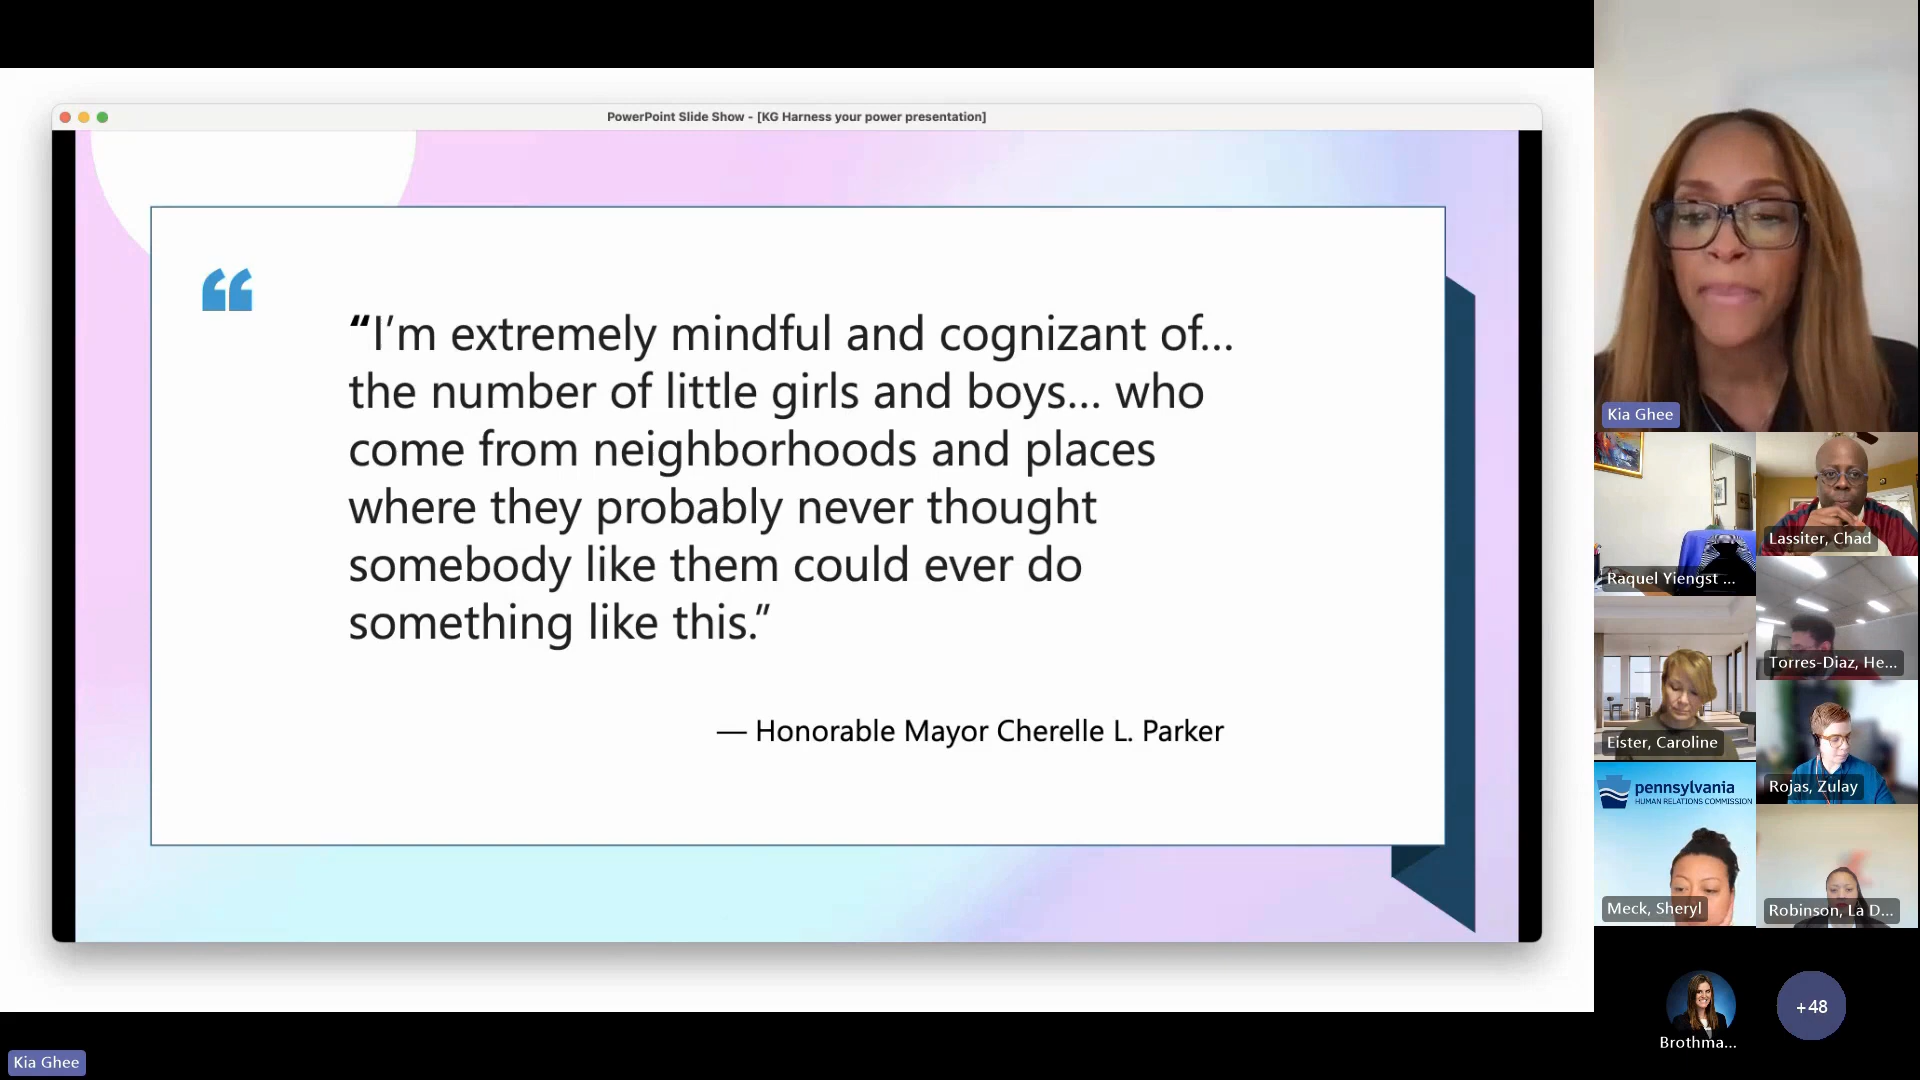 PowerPoint Slide Show - [KG Harness your power presentation]
“I’m extremely mindful and cognizant of...
the number of little girls and boys... who
come from neighborhoods and places
where they probably never thought
somebody like them could ever do
something like this.”
— Honorable Mayor Cherelle L. Parker
Kia Ghee
Raquel Yiengst ...
Lassiter, Chad
Torres-Diaz, He...
Eister, Caroline
Rojas, Zulay
pennsylvania
HUMAN RELATIONS COMMISSION
Meck, Sheryl
Robinson, La D...
Brothma...
+48
Kia Ghee